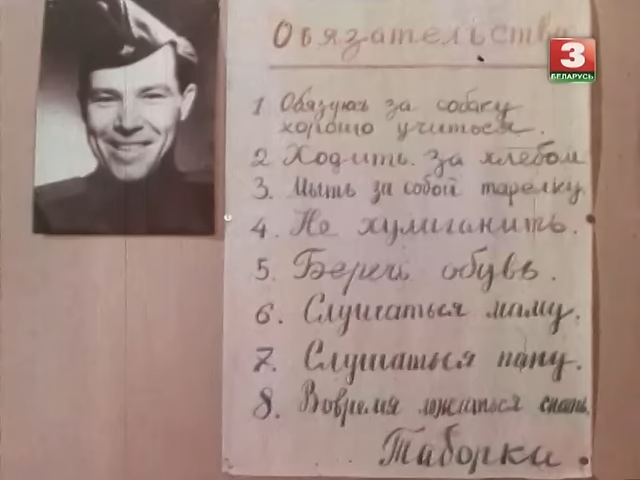 Обязательства
3
БЕЛАРУСЬ
1 Обязуюсь за собаку
хорошо учиться.
2 Ходить за хлебом
3. Мыть за собой тарелку
4. Не хулиганить.
5. Беречь обувь.
6. Слушаться маму.
7. Слушаться папу.
8. Вовремя ложиться спать.
Таборка